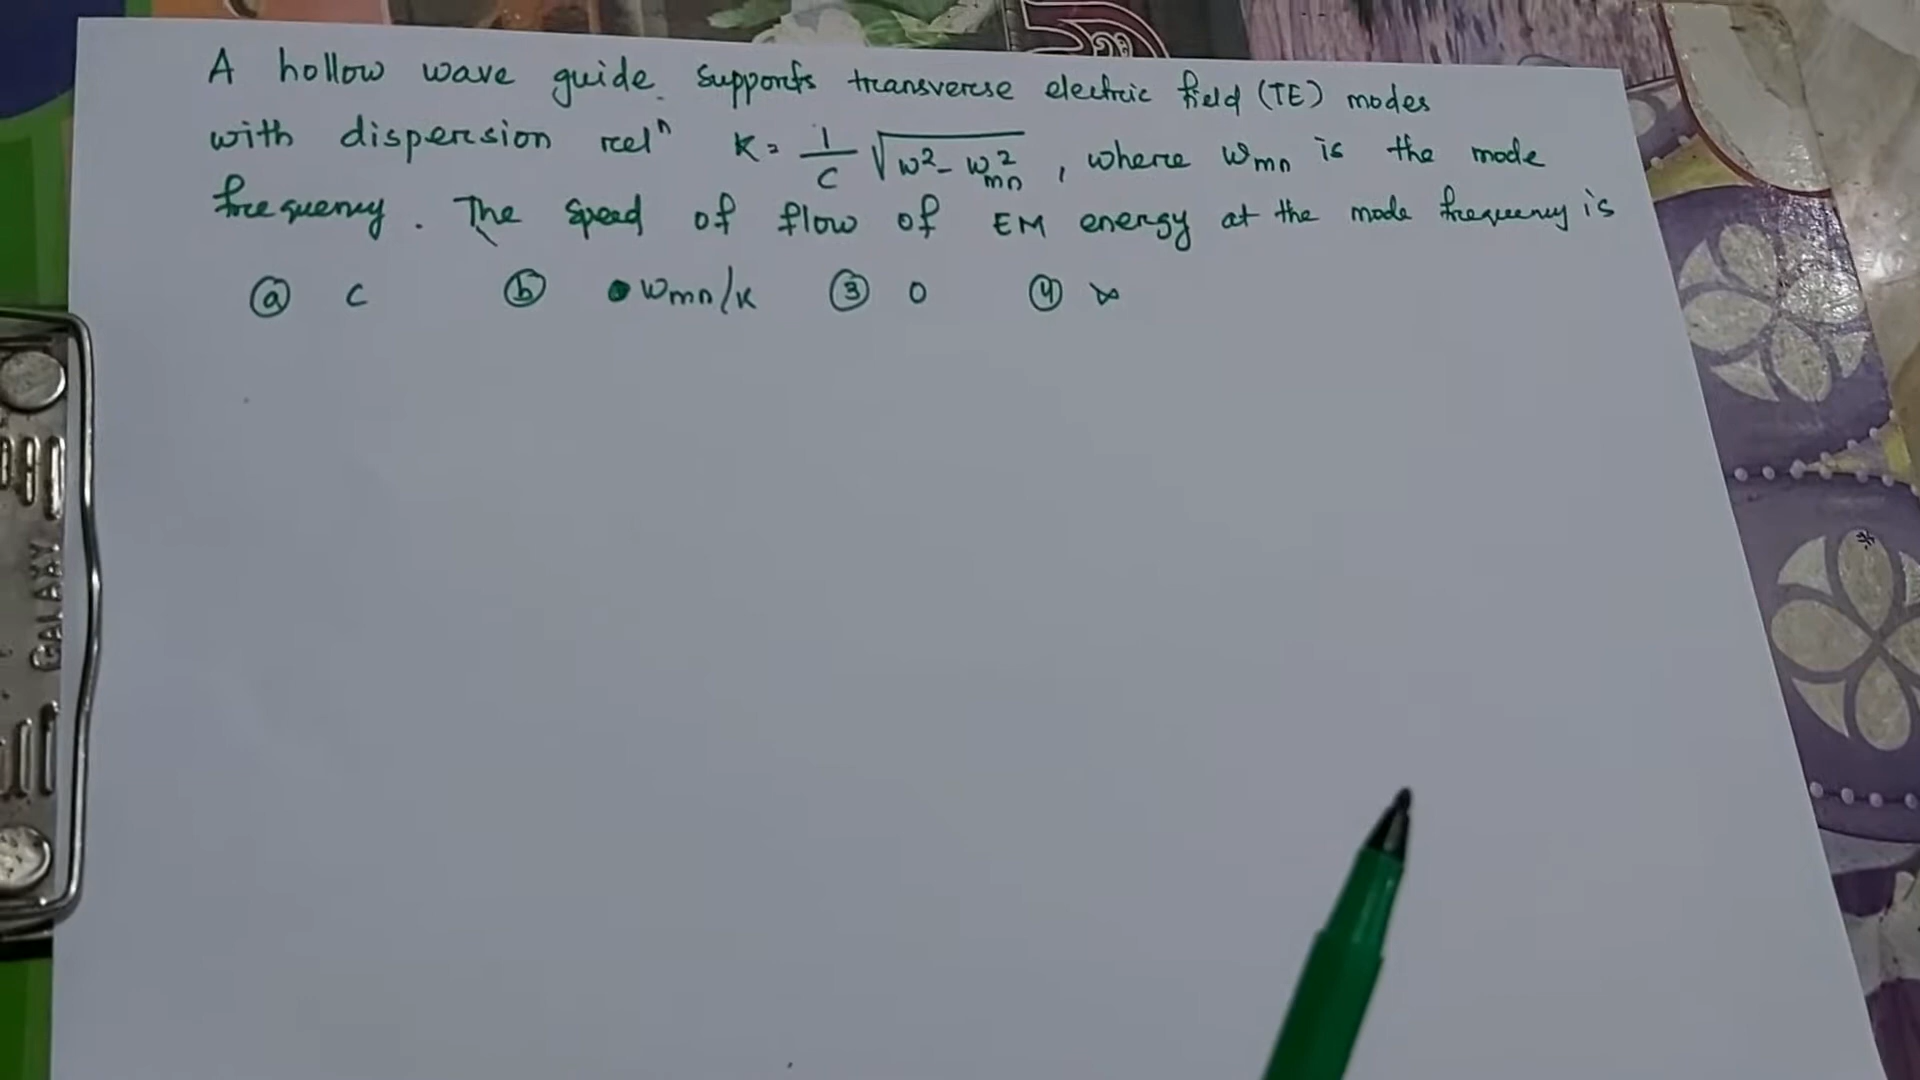 A hollow wave guide supports transverse electric field (TE) modes
with dispersion relⁿ K = 1/C √(ω² - ω²mn) , where ωmn is the mode
frequency. The speed of flow of EM energy at the mode frequency is
ⓐ C ⓑ ωmn/K ③ 0 ④ ∞
GALAXY